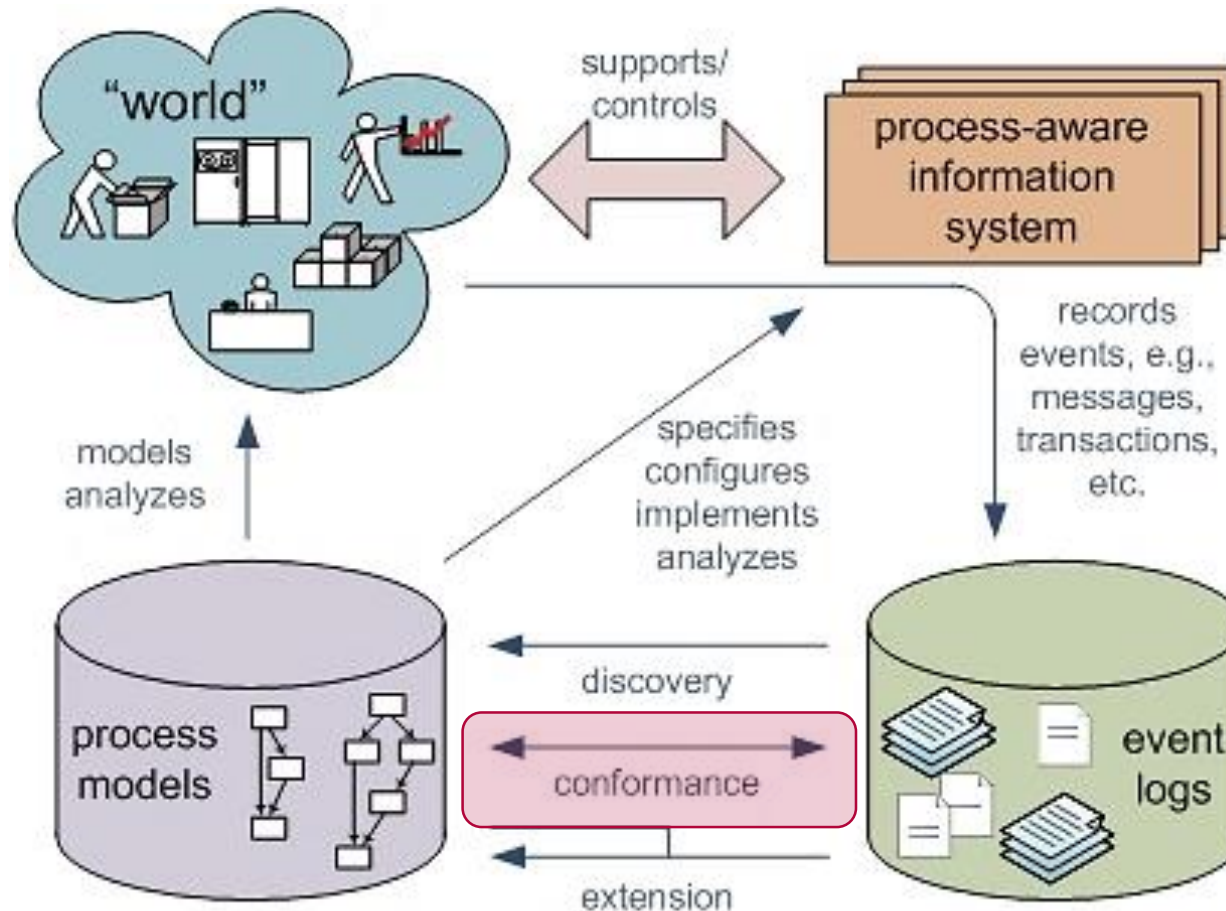 “world”
supports/
controls
process-aware
information
system
records
events, e.g.,
messages,
transactions,
etc.
models
analyzes
specifies
configures
implements
analyzes
discovery
process
models
conformance
event
logs
extension